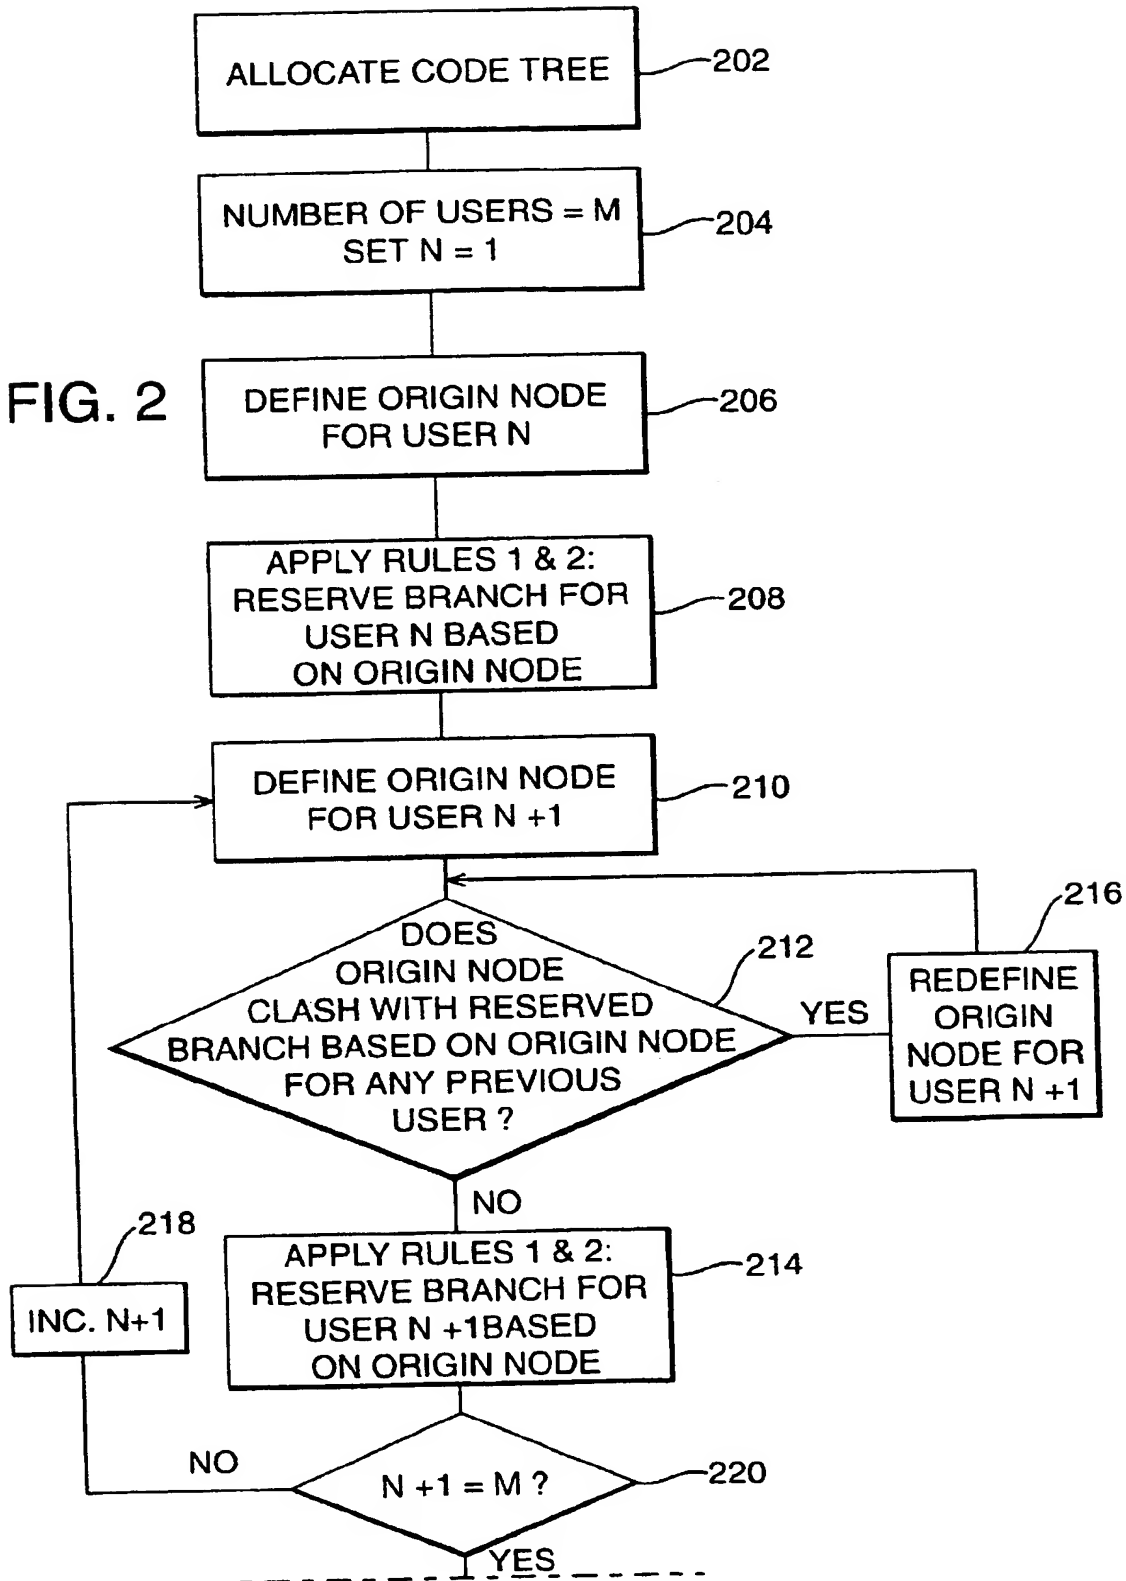 ALLOCATE CODE TREE
202
NUMBER OF USERS = M
SET N = 1
204
FIG. 2
DEFINE ORIGIN NODE
FOR USER N
206
APPLY RULES 1 & 2:
RESERVE BRANCH FOR
USER N BASED
ON ORIGIN NODE
208
DEFINE ORIGIN NODE
FOR USER N +1
210
DOES
ORIGIN NODE
CLASH WITH RESERVED
BRANCH BASED ON ORIGIN NODE
FOR ANY PREVIOUS
USER ?
212
YES
216
REDEFINE
ORIGIN
NODE FOR
USER N +1
NO
218
INC. N+1
APPLY RULES 1 & 2:
RESERVE BRANCH FOR
USER N +1BASED
ON ORIGIN NODE
214
NO
N +1 = M ?
220
YES